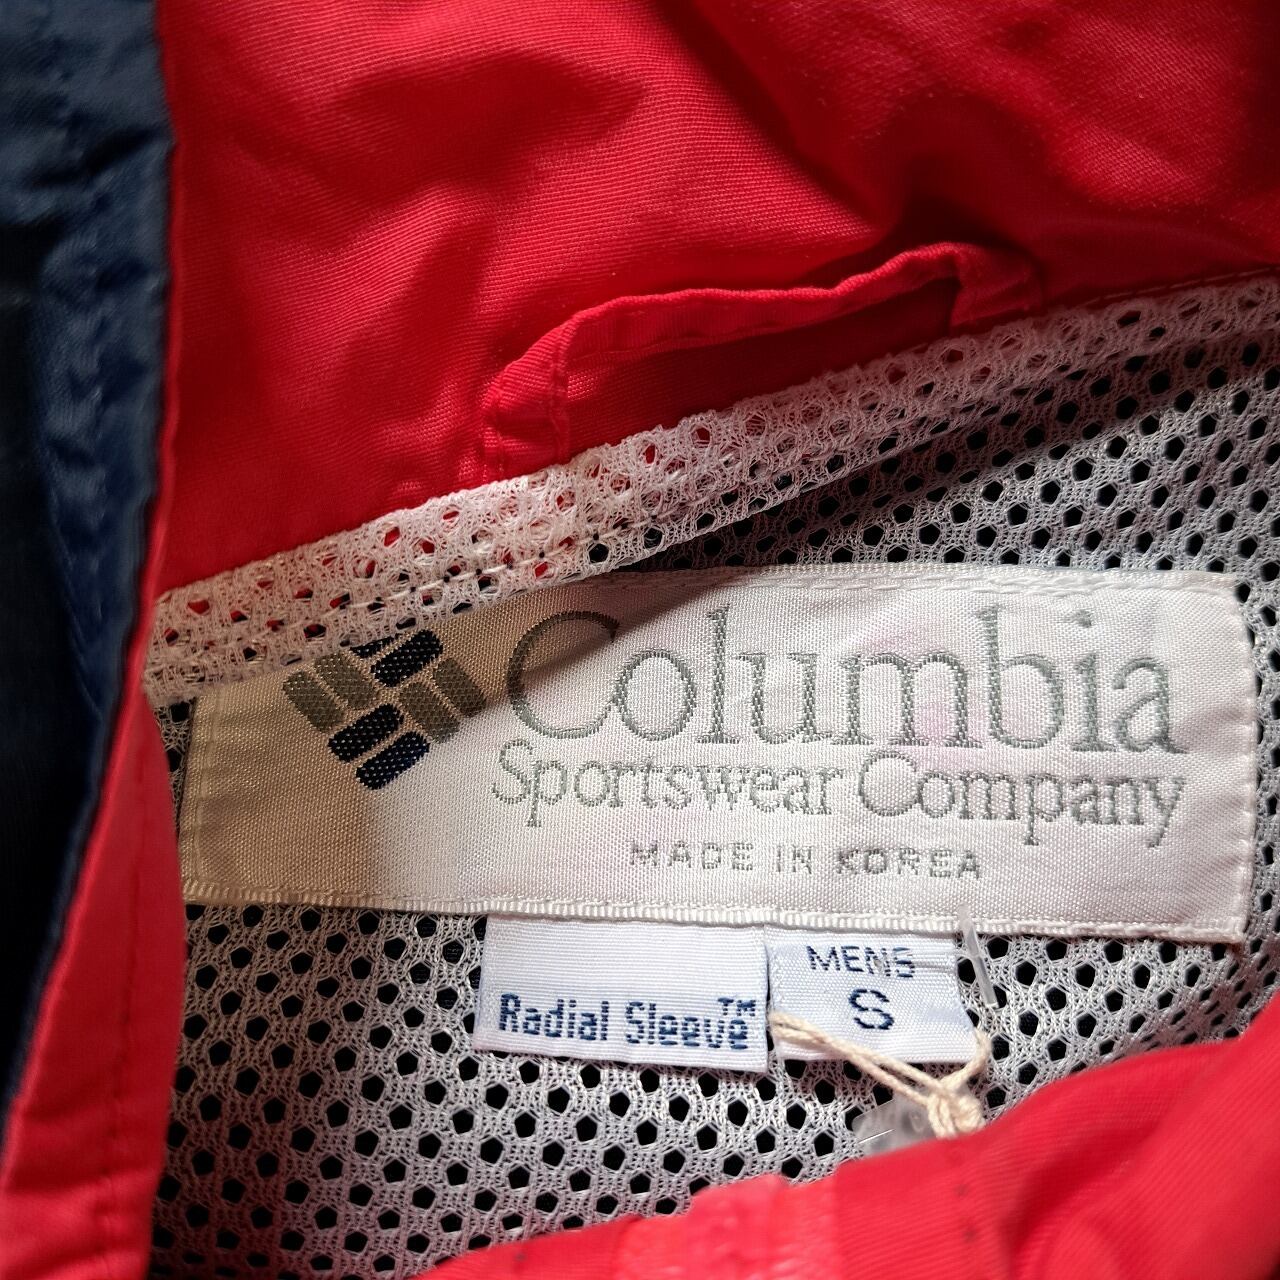 Columbia
Sportswear Company
MADE IN KOREA
Radial Sleeve™
MENS
S